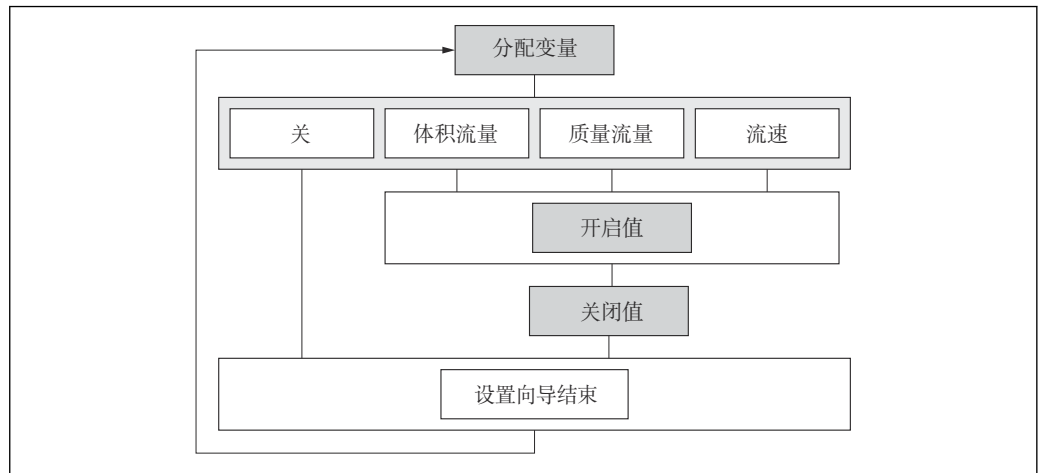 分配变量
关
体积流量
质量流量
流速
开启值
关闭值
设置向导结束